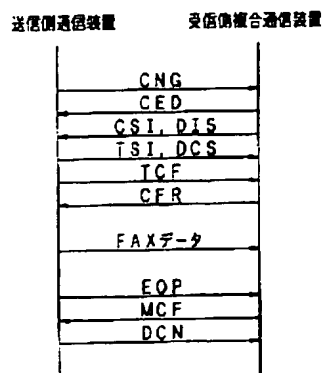 送信側通信装置 受信側複合通信装置
CNG
CED
CSI, DIS
TSI, DCS
TCF
CFR
FAXデータ
EOP
MCF
DCN